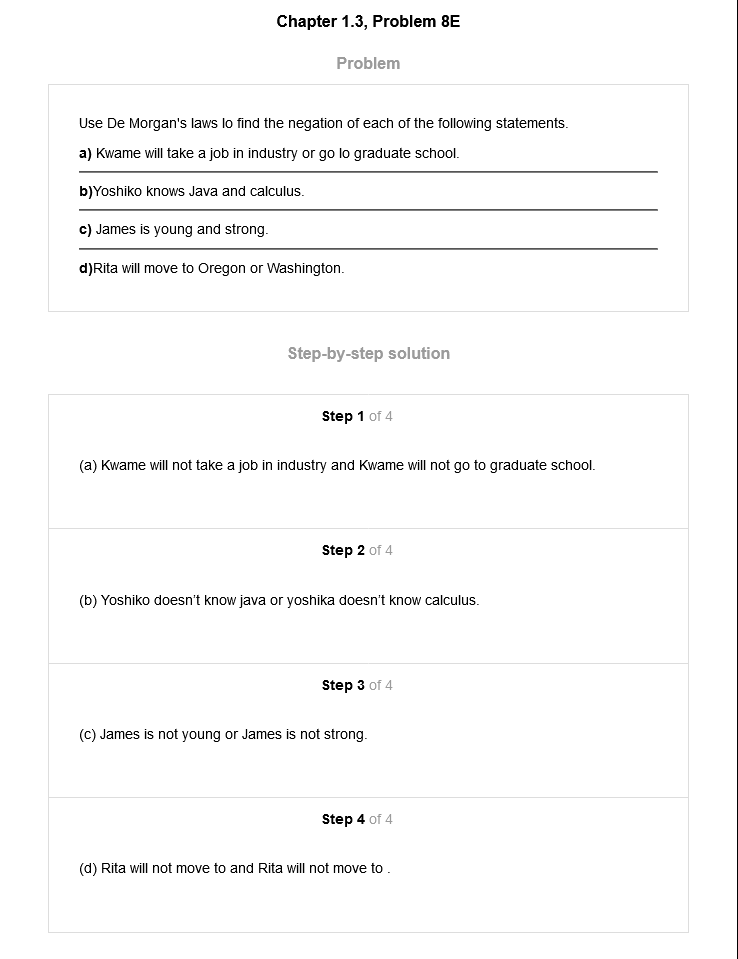 Chapter 1.3, Problem 8E
Problem
Use De Morgan's laws lo find the negation of each of the following statements.
a) Kwame will take a job in industry or go lo graduate school.
b)Yoshiko knows Java and calculus.
c) James is young and strong.
d)Rita will move to Oregon or Washington.
Step-by-step solution
Step 1 of 4
(a) Kwame will not take a job in industry and Kwame will not go to graduate school.
Step 2 of 4
(b) Yoshiko doesn't know java or yoshika doesn't know calculus.
Step 3 of 4
(c) James is not young or James is not strong.
Step 4 of 4
(d) Rita will not move to and Rita will not move to .